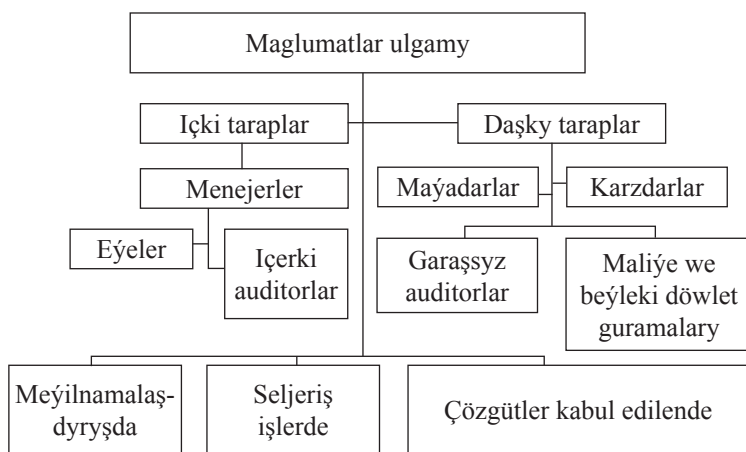 Maglumatlar ulgamy
Içki taraplar
Daşky taraplar
Menejerler
Maýadarlar
Karzdarlar
Eýeler
Içerki
auditorlar
Garaşsyz
auditorlar
Maliýe we
beýleki döwlet
guramalary
Meýilnamalaş-
dyryşda
Seljeriş
işlerde
Çözgütler kabul edilende